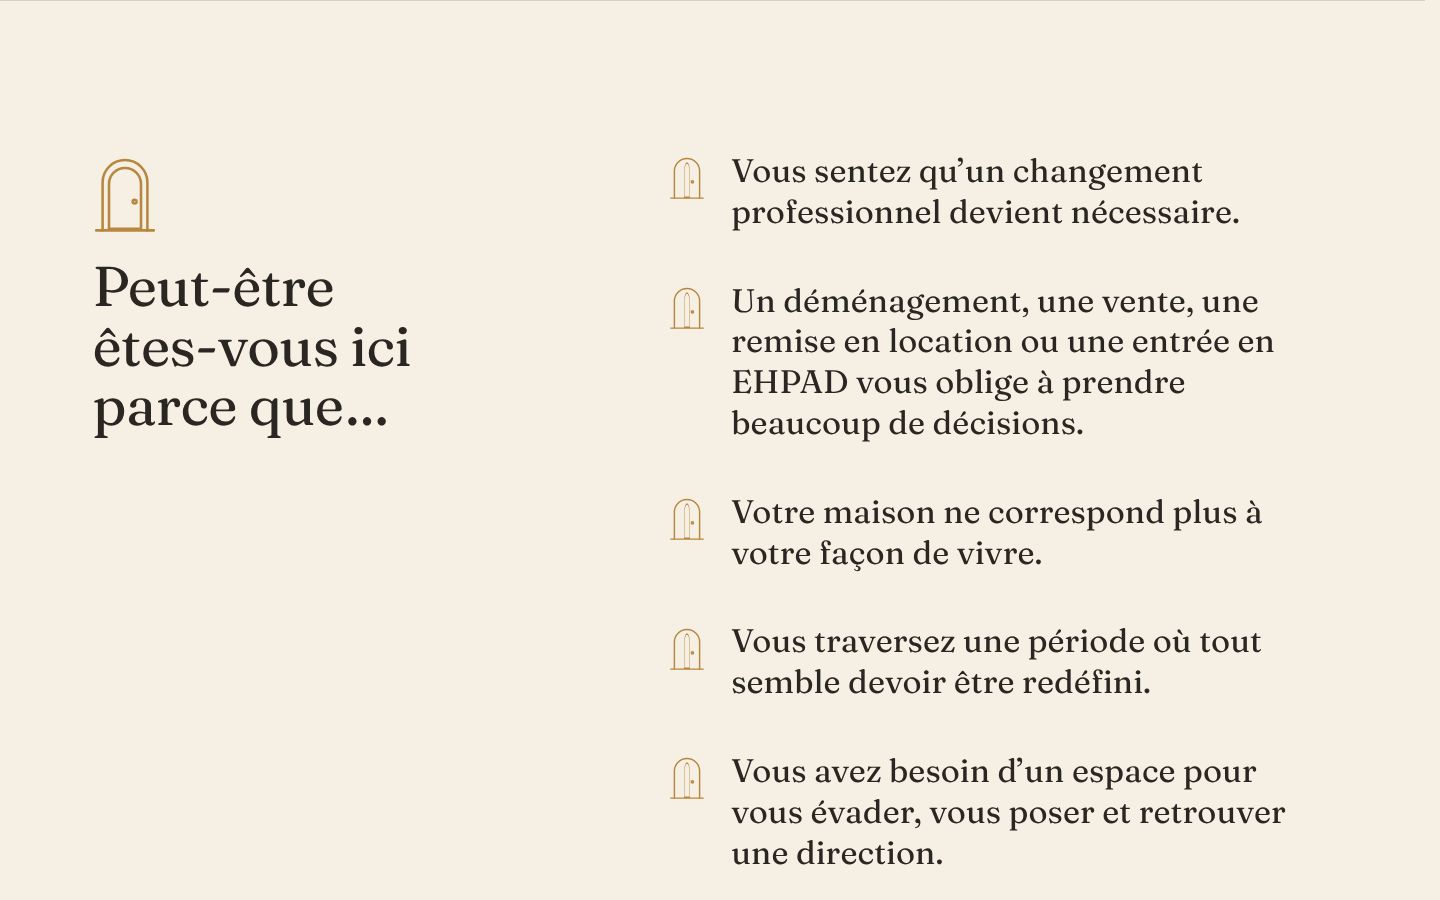 Peut-être
êtes-vous ici
parce que…
Vous sentez qu’un changement
professionnel devient nécessaire.
Un déménagement, une vente, une
remise en location ou une entrée en
EHPAD vous oblige à prendre
beaucoup de décisions.
Votre maison ne correspond plus à
votre façon de vivre.
Vous traversez une période où tout
semble devoir être redéfini.
Vous avez besoin d’un espace pour
vous évader, vous poser et retrouver
une direction.